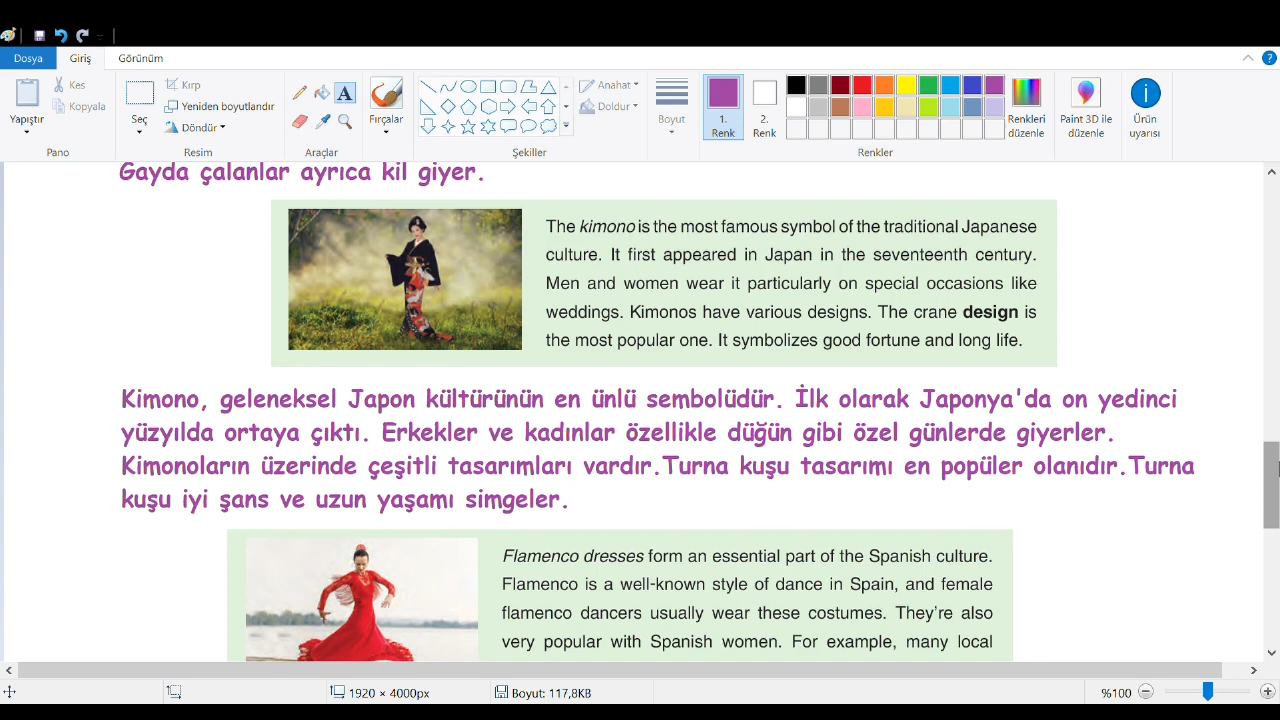 Dosya
Giriş
Görünüm
Yapıştır
Kes
Kopyala
Pano
Seç
Kırp
Yeniden boyutlandır
Döndür
Resim
Araçlar
Fırçalar
Şekiller
Anahat
Doldur
Boyut
1. Renk
2. Renk
Renkleri düzenle
Renkler
Paint 3D ile düzenle
Ürün uyarısı
Gayda çalanlar ayrıca kil giyer.
The kimono is the most famous symbol of the traditional Japanese
culture. It first appeared in Japan in the seventeenth century.
Men and women wear it particularly on special occasions like
weddings. Kimonos have various designs. The crane design is
the most popular one. It symbolizes good fortune and long life.
Kimono, geleneksel Japon kültürünün en ünlü sembolüdür. İlk olarak Japonya'da on yedinci
yüzyılda ortaya çıktı. Erkekler ve kadınlar özellikle düğün gibi özel günlerde giyerler.
Kimonoların üzerinde çeşitli tasarımları vardır.Turna kuşu tasarımı en popüler olanıdır.Turna
kuşu iyi şans ve uzun yaşamı simgeler.
Flamenco dresses form an essential part of the Spanish culture.
Flamenco is a well-known style of dance in Spain, and female
flamenco dancers usually wear these costumes. They're also
very popular with Spanish women. For example, many local
1920 × 4000px
Boyut: 117,8KB
%100